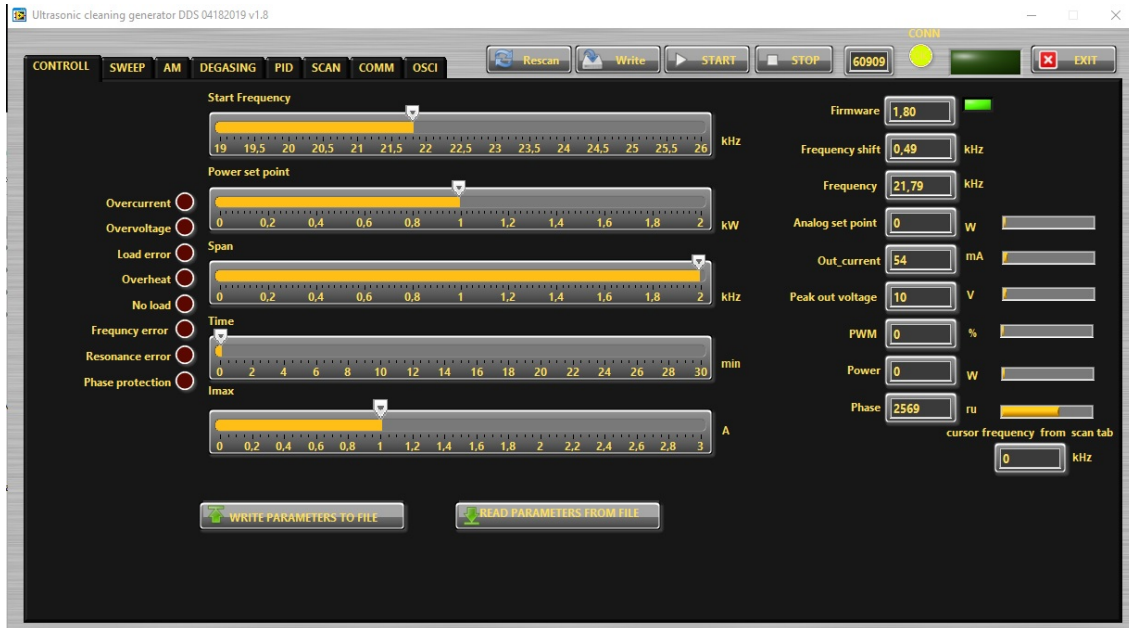 Ultrasonic cleaning generator DDS 04182019 v1.8
CONN
CONTROLL SWEEP AM DEGASING PID SCAN COMM OSCI
Rescan Write START STOP 60909 EXIT
Start Frequency
19 19,5 20 20,5 21 21,5 22 22,5 23 23,5 24 24,5 25 25,5 26 kHz
Power set point
0 0,2 0,4 0,6 0,8 1 1,2 1,4 1,6 1,8 2 kW
Span
0 0,2 0,4 0,6 0,8 1 1,2 1,4 1,6 1,8 2 kHz
Time
0 2 4 6 8 10 12 14 16 18 20 22 24 26 28 30 min
Imax
0 0,2 0,4 0,6 0,8 1 1,2 1,4 1,6 1,8 2 2,2 2,4 2,6 2,8 3 A
Overcurrent
Overvoltage
Load error
Overheat
No load
Frequncy error
Resonance error
Phase protection
Firmware 1,80
Frequency shift 0,49 kHz
Frequency 21,79 kHz
Analog set point 0 W
Out_current 54 mA
Peak out voltage 10 V
PWM 0 %
Power 0 W
Phase 2569 ru
cursor frequency from scan tab
0 kHz
WRITE PARAMETERS TO FILE
READ PARAMETERS FROM FILE